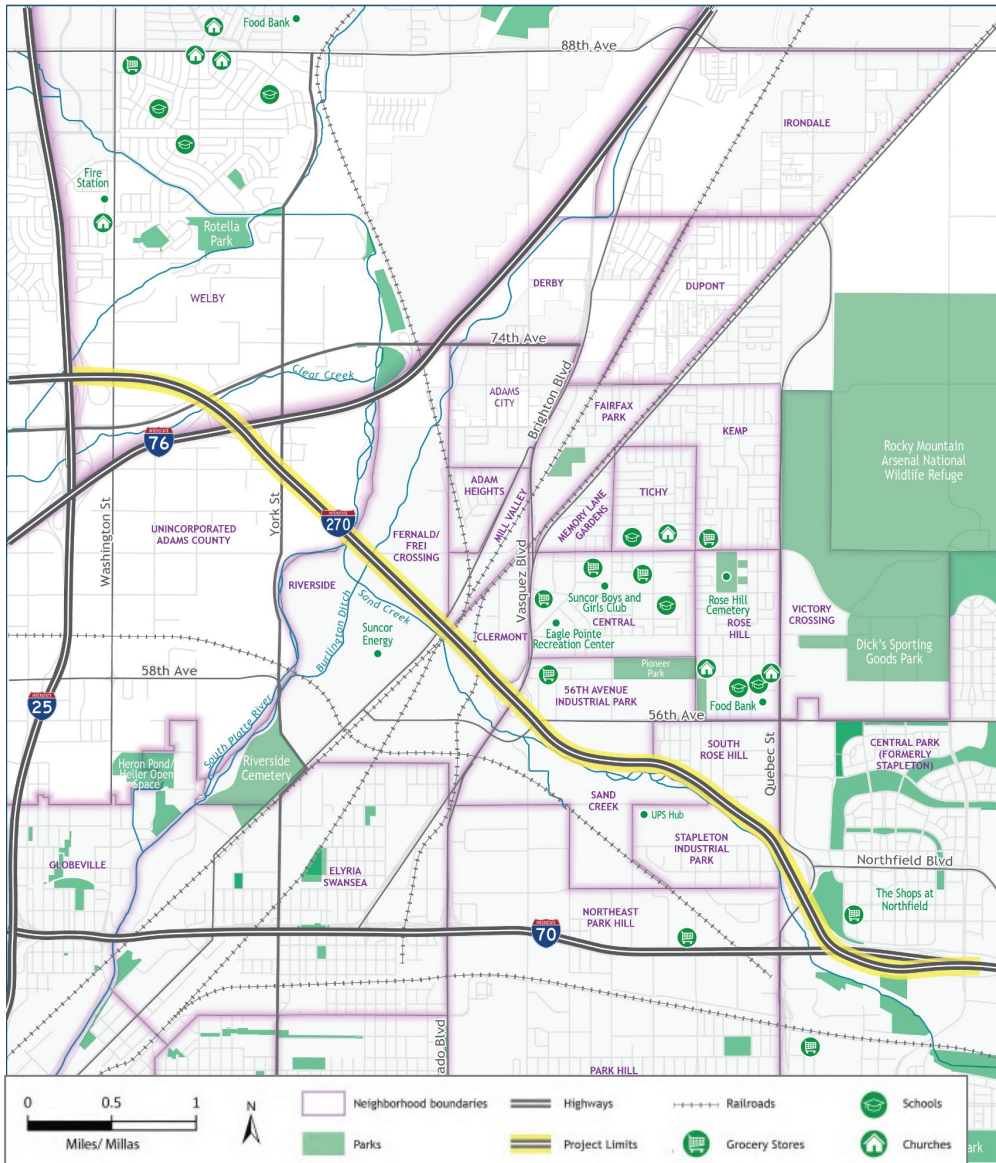 Food Bank
88th Ave
IRONDALE
Fire
Station
Rotella
Park
WELBY
DERBY
DUPONT
74th Ave
Clear Creek
ADAMS
CITY
Brighton Blvd
FAIRFAX
PARK
KEMP
Rocky Mountain
Arsenal National
Wildlife Refuge
INTERSTATE
76
ADAM
HEIGHTS
MILL VALLEY
MEMORY LANE
GARDENS
TICHY
Washington St
UNINCORPORATED
ADAMS COUNTY
York St
INTERSTATE
270
FERNALD/
FREI
CROSSING
Vasquez Blvd
RIVERSIDE
Burlington Ditch
Sand Creek
Suncor
Energy
CLERMONT
Suncor Boys and
Girls Club
CENTRAL
Eagle Pointe
Recreation Center
Rose Hill
Cemetery
ROSE
HILL
VICTORY
CROSSING
Dick's Sporting
Goods Park
58th Ave
Pioneer
Park
56TH AVENUE
INDUSTRIAL PARK
Food Bank
56th Ave
INTERSTATE
25
South Platte River
Heron Pond/
Heller Open
Space
Riverside
Cemetery
SOUTH
ROSE HILL
Quebec St
CENTRAL PARK
(FORMERLY
STAPLETON)
SAND
CREEK
UPS Hub
STAPLETON
INDUSTRIAL
PARK
GLOBEVILLE
ELYRIA
SWANSEA
Northfield Blvd
The Shops at
Northfield
NORTHEAST
PARK HILL
INTERSTATE
70
ado Blvd
PARK HILL
0 0.5 1
Miles/ Millas
N
Neighborhood boundaries
Highways
Railroads
Schools
Parks
Project Limits
Grocery Stores
Churches
ark